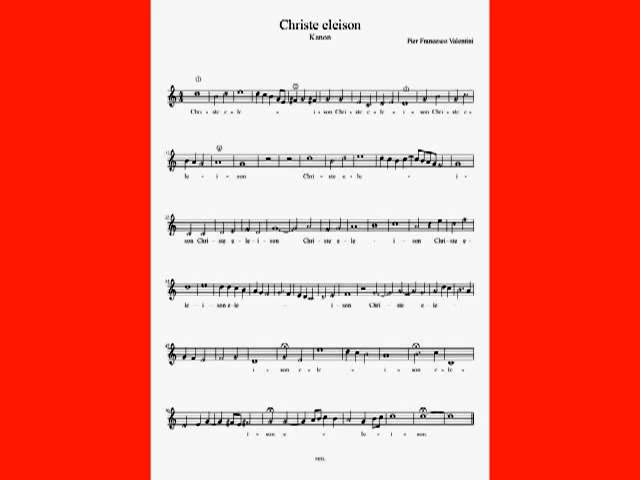 Christe eleison
Kanon
Pier Francesco Valentini
Chri - ste e - le - i - son Chri - ste e - le - i - son Chri - ste e
le - i - son Chri - ste e - le - i -
son Chri - ste e - le - i - son Chri - ste e - le - i - son Chri - ste e -
le - i - son e - le - i - son Chri - ste e - le -
i - son e - le - i - son e - le
i - son e - le - i - son.